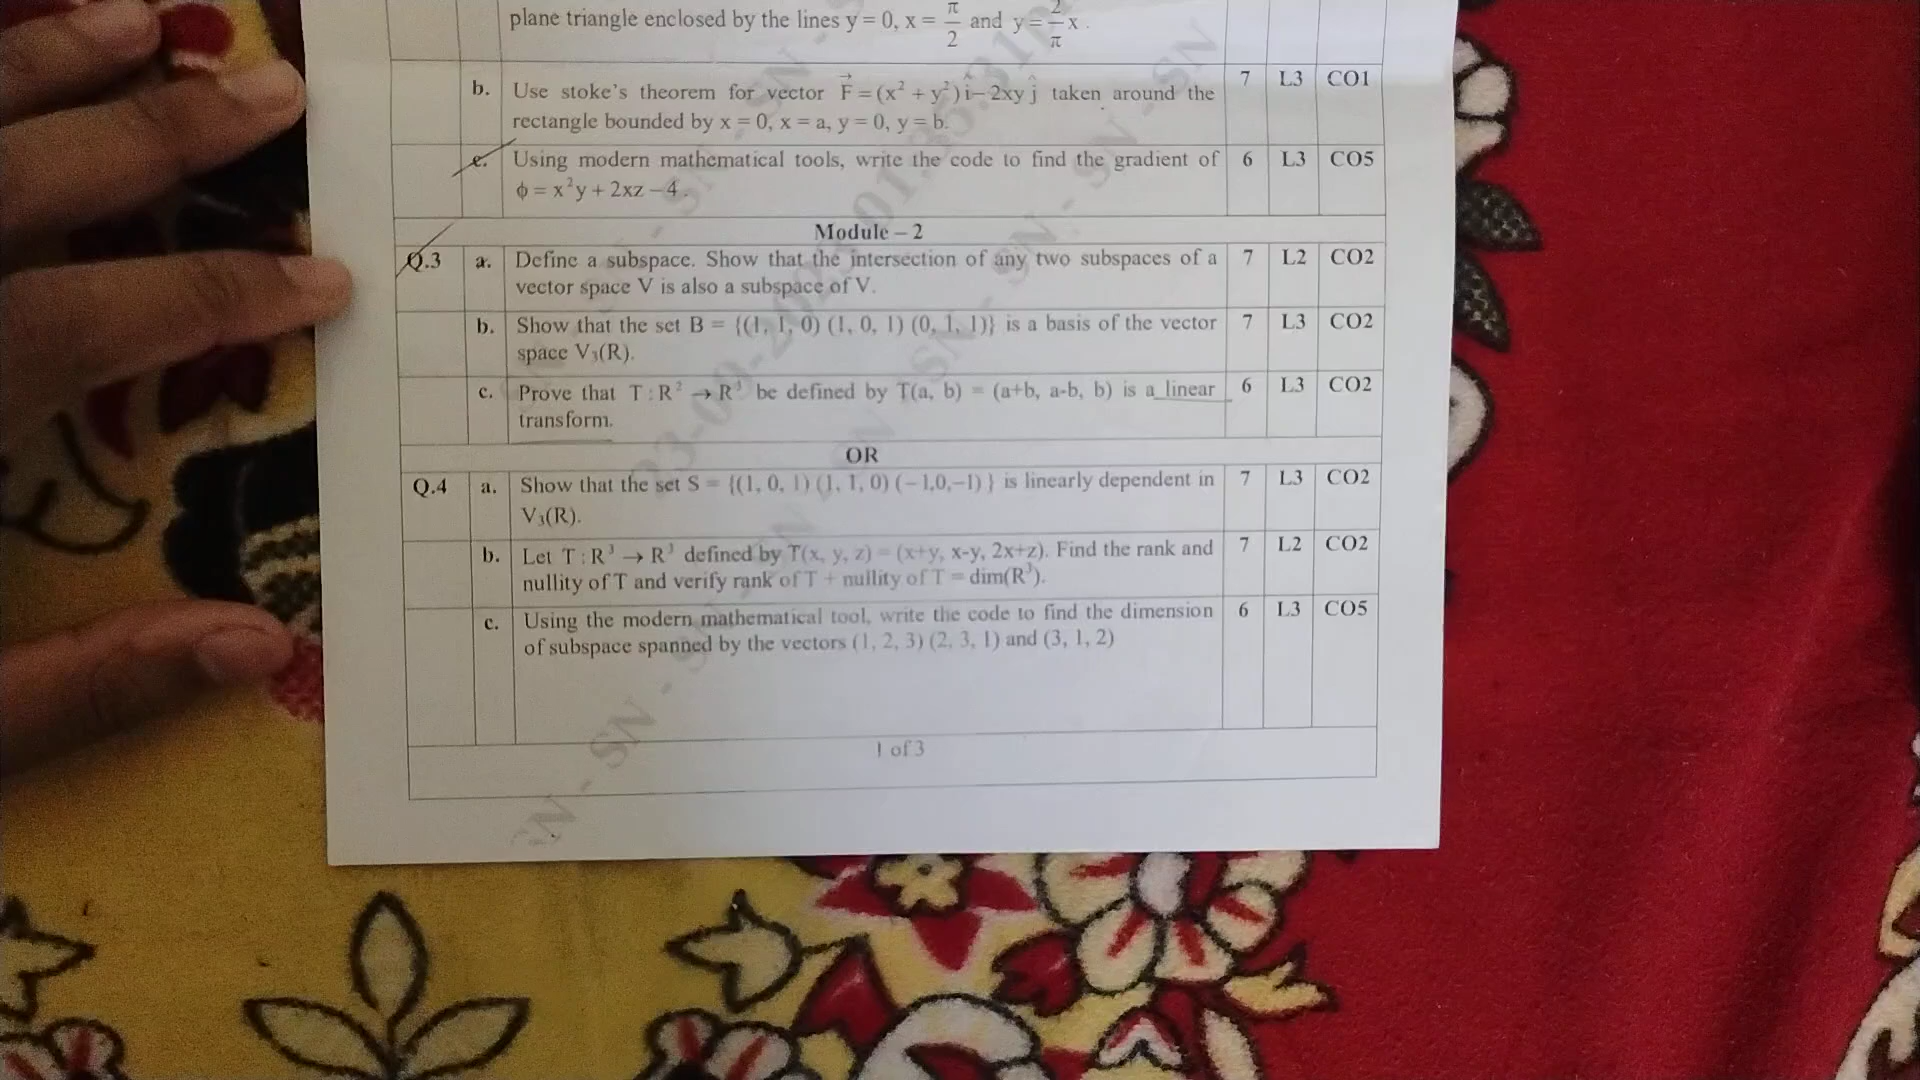 plane triangle enclosed by the lines y = 0, x = π/2 and y = 2/π x .
b. Use stoke's theorem for vector F⃗ = (x² + y²) î – 2xy ĵ taken around the 7 L3 CO1
rectangle bounded by x = 0, x = a, y = 0, y = b.
c. Using modern mathematical tools, write the code to find the gradient of 6 L3 CO5
ϕ = x²y + 2xz – 4 .
Module – 2
Q.3 a. Define a subspace. Show that the intersection of any two subspaces of a 7 L2 CO2
vector space V is also a subspace of V.
b. Show that the set B = {(1, 1, 0) (1, 0, 1) (0, 1, 1)} is a basis of the vector 7 L3 CO2
space V₃(R).
c. Prove that T : R² → R³ be defined by T(a, b) = (a+b, a-b, b) is a linear 6 L3 CO2
transform.
OR
Q.4 a. Show that the set S = {(1, 0, 1) (1, 1, 0) (–1,0,–1) } is linearly dependent in 7 L3 CO2
V₃(R).
b. Let T : R³ → R³ defined by T(x, y, z) = (x+y, x-y, 2x+z). Find the rank and 7 L2 CO2
nullity of T and verify rank of T + nullity of T = dim(R³).
c. Using the modern mathematical tool, write the code to find the dimension 6 L3 CO5
of subspace spanned by the vectors (1, 2, 3) (2, 3, 1) and (3, 1, 2)
1 of 3